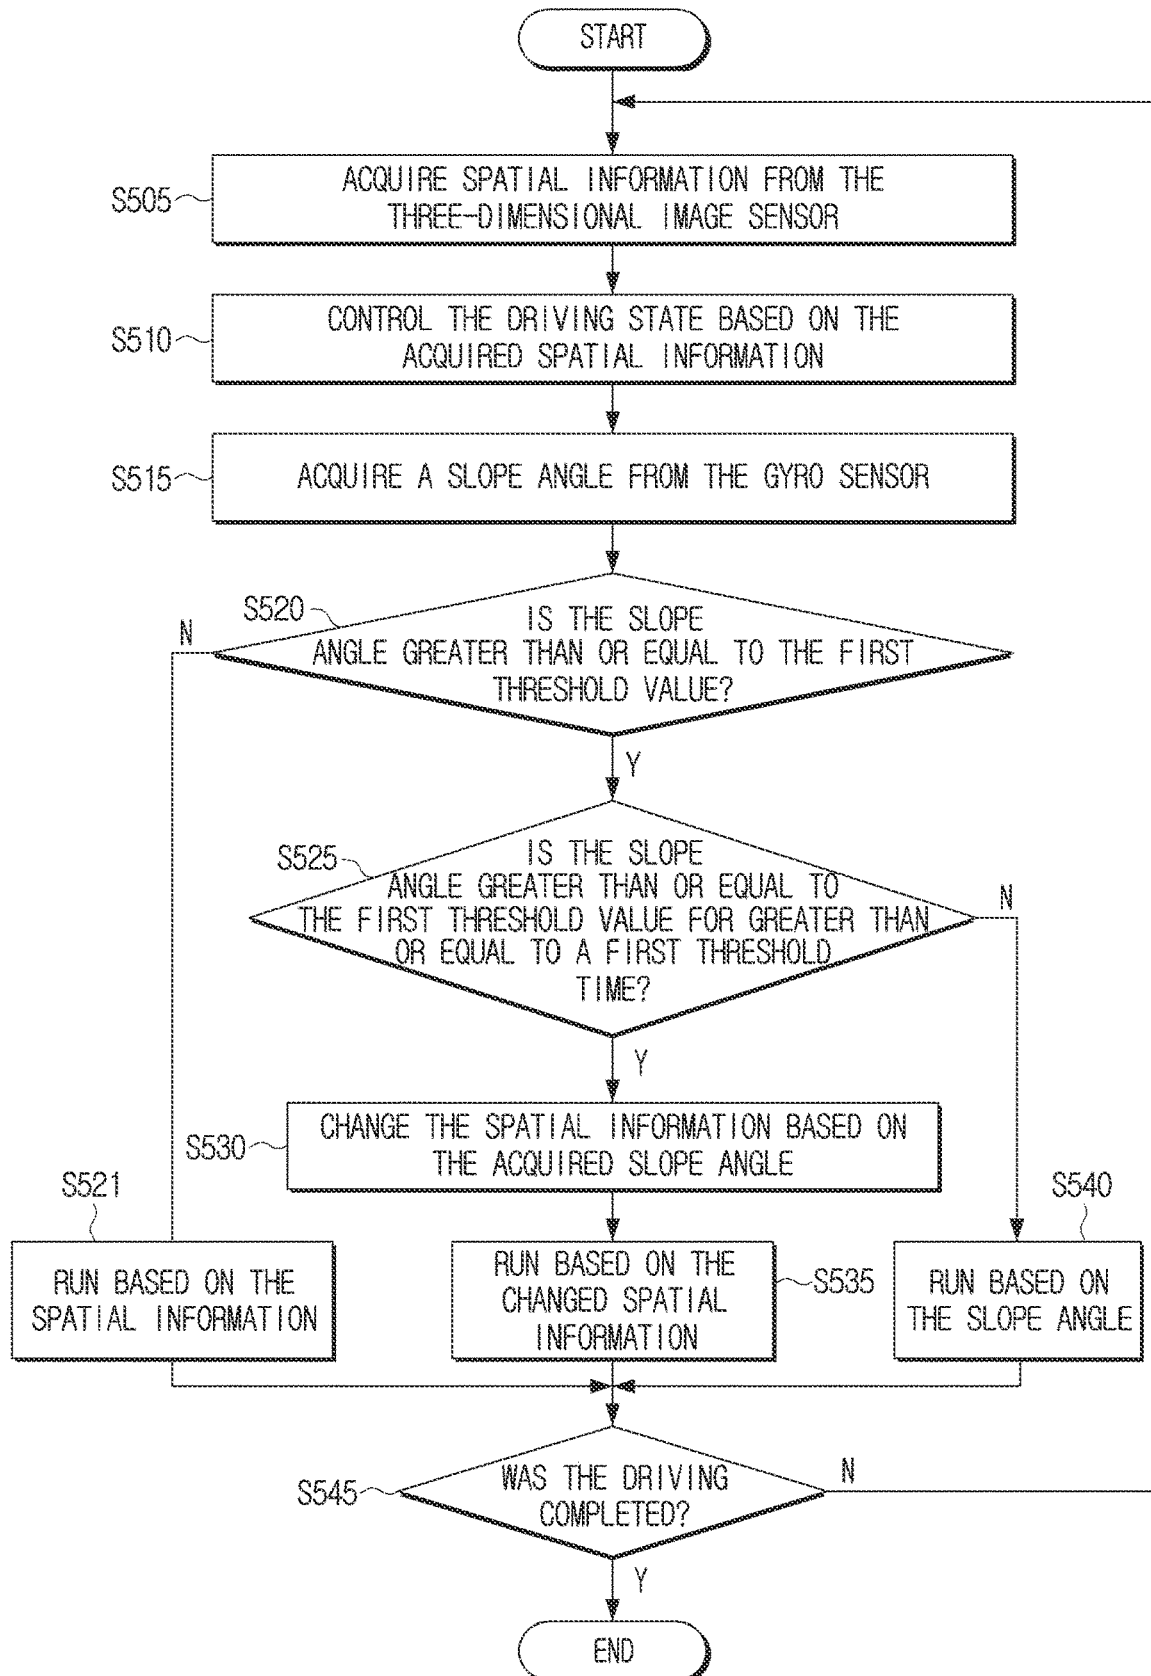 START
S505
ACQUIRE SPATIAL INFORMATION FROM THE
THREE-DIMENSIONAL IMAGE SENSOR
S510
CONTROL THE DRIVING STATE BASED ON THE
ACQUIRED SPATIAL INFORMATION
S515
ACQUIRE A SLOPE ANGLE FROM THE GYRO SENSOR
S520
IS THE SLOPE
ANGLE GREATER THAN OR EQUAL TO THE FIRST
THRESHOLD VALUE?
N
Y
S525
IS THE SLOPE
ANGLE GREATER THAN OR EQUAL TO
THE FIRST THRESHOLD VALUE FOR GREATER THAN
OR EQUAL TO A FIRST THRESHOLD
TIME?
N
Y
S530
CHANGE THE SPATIAL INFORMATION BASED ON
THE ACQUIRED SLOPE ANGLE
S521
RUN BASED ON THE
SPATIAL INFORMATION
RUN BASED ON THE
CHANGED SPATIAL
INFORMATION
S535
S540
RUN BASED ON
THE SLOPE ANGLE
S545
WAS THE DRIVING
COMPLETED?
N
Y
END